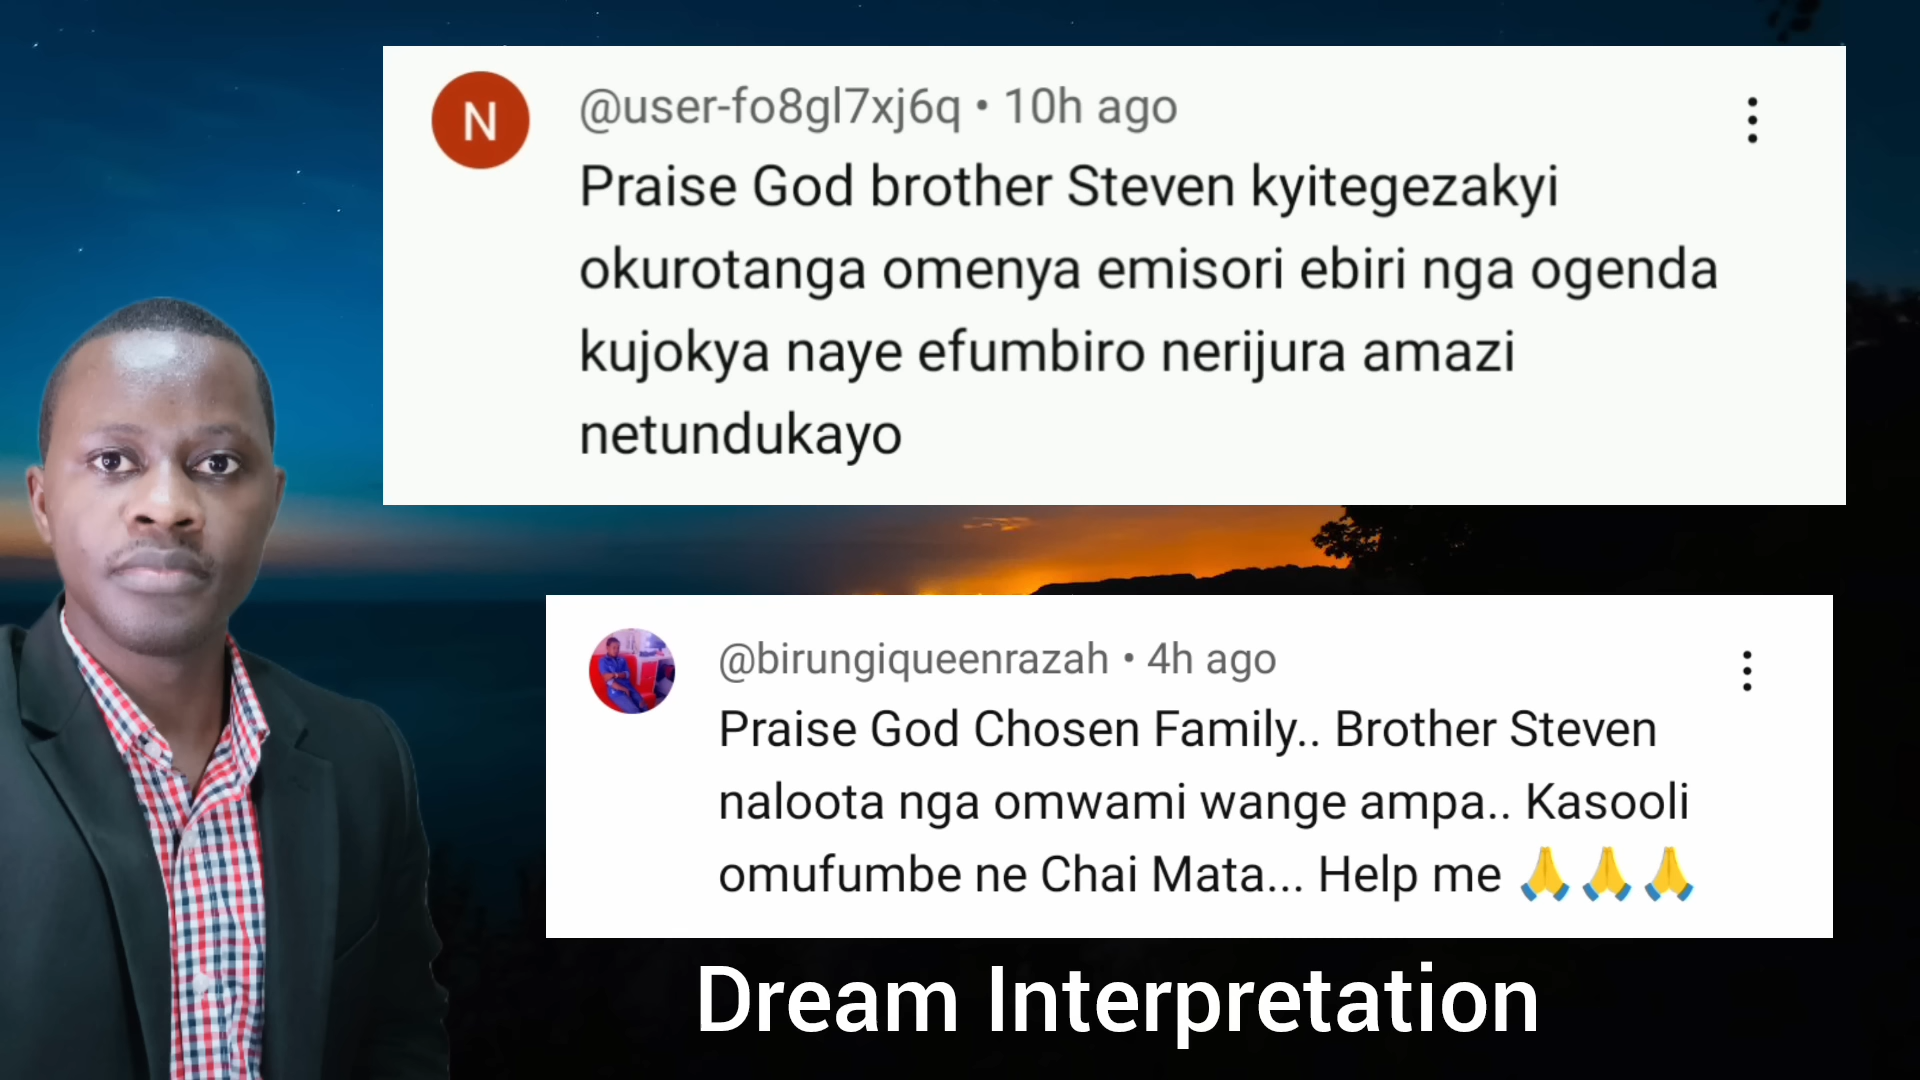 N
@user-fo8gl7xj6q • 10h ago
Praise God brother Steven kyitegezakyi
okurotanga omenya emisori ebiri nga ogenda
kujokya naye efumbiro nerijura amazi
netundukayo
@birungiqueenrazah • 4h ago
Praise God Chosen Family.. Brother Steven
naloota nga omwami wange ampa.. Kasooli
omufumbe ne Chai Mata... Help me 🙏🙏🙏
Dream Interpretation